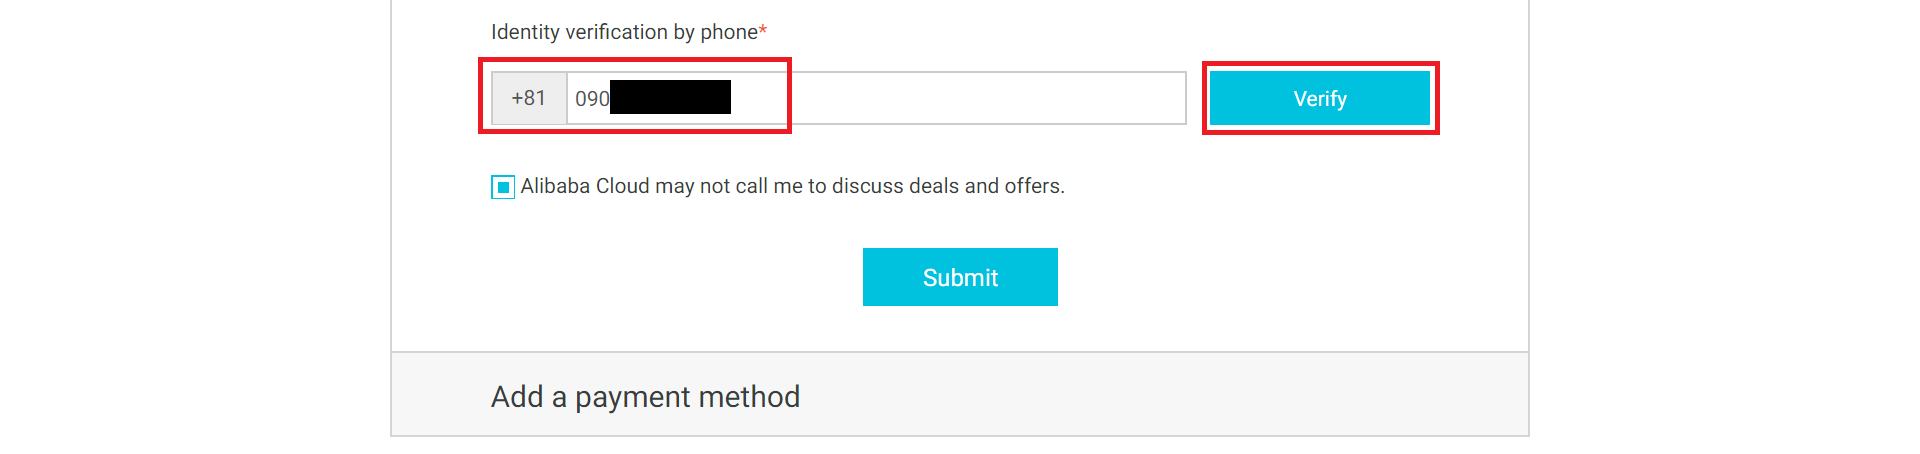 Identity verification by phone*
+81 090 Verify
Alibaba Cloud may not call me to discuss deals and offers.
Submit
Add a payment method